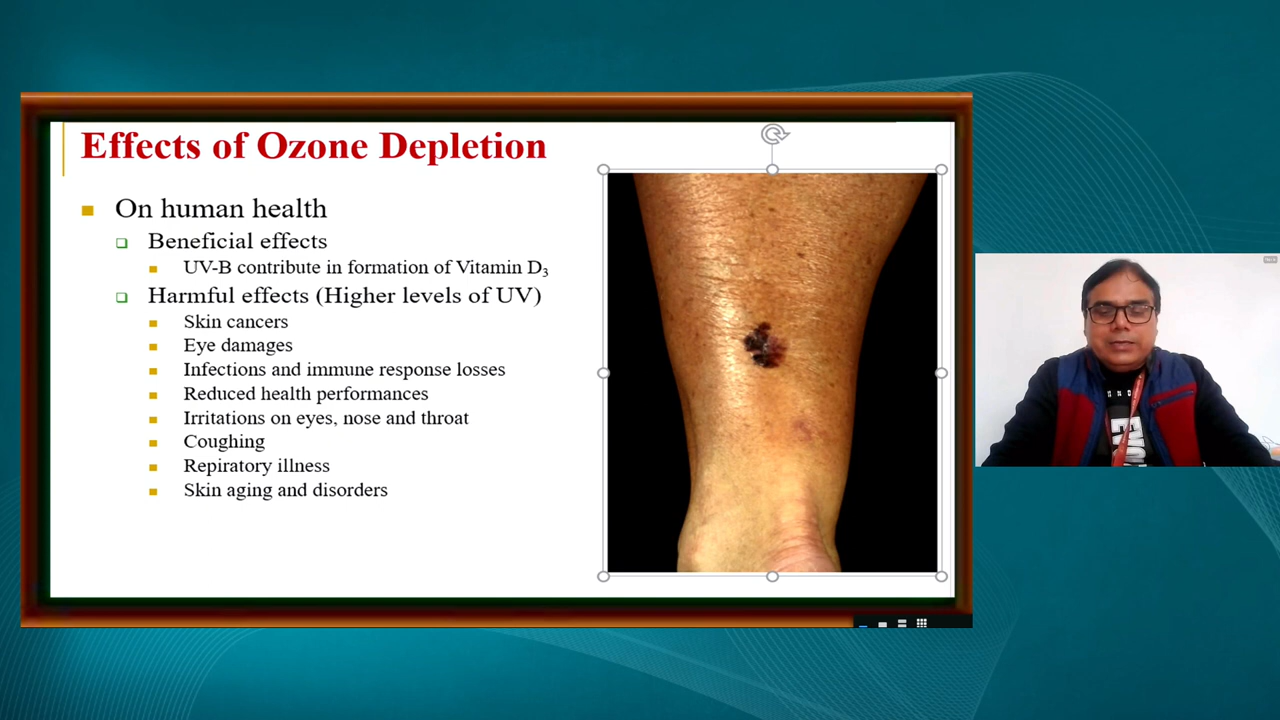 Effects of Ozone Depletion
On human health
Beneficial effects
UV-B contribute in formation of Vitamin D3
Harmful effects (Higher levels of UV)
Skin cancers
Eye damages
Infections and immune response losses
Reduced health performances
Irritations on eyes, nose and throat
Coughing
Repiratory illness
Skin aging and disorders